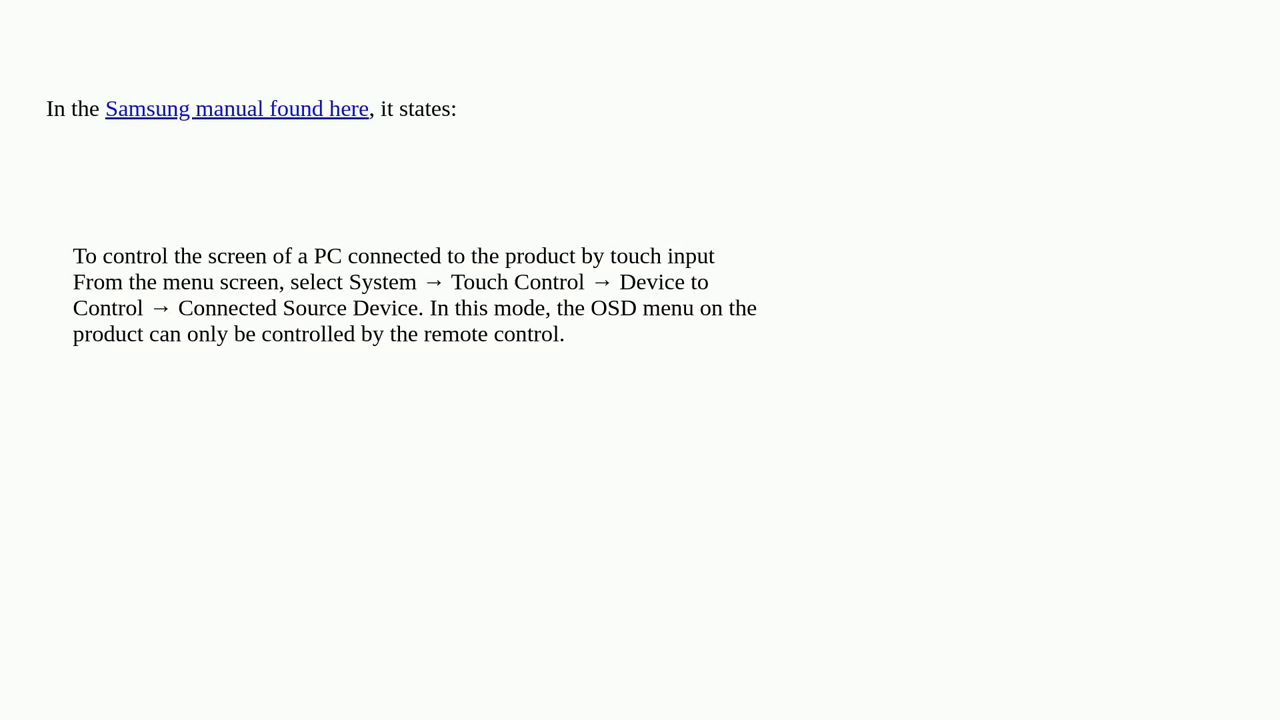 In the Samsung manual found here, it states:
To control the screen of a PC connected to the product by touch input
From the menu screen, select System → Touch Control → Device to
Control → Connected Source Device. In this mode, the OSD menu on the
product can only be controlled by the remote control.